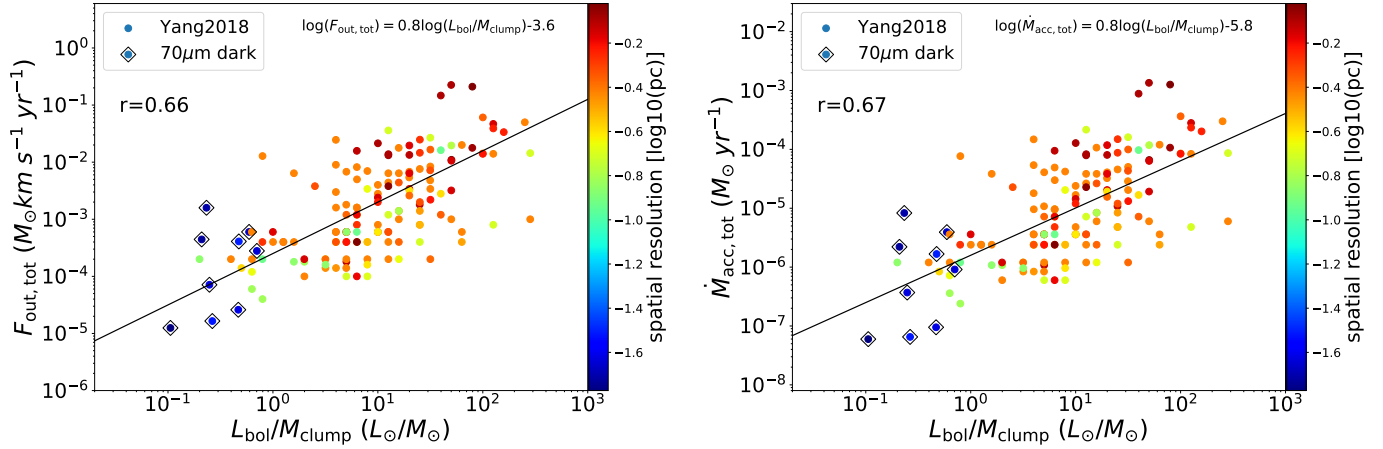 Yang2018
70μm dark
log(F_out, tot) = 0.8log(L_bol/M_clump)-3.6
r=0.66
10^0
10^−1
10^−2
10^−3
10^−4
10^−5
10^−6
F_out, tot (M_⊙km s^−1 yr^−1)
10^−1
10^0
10^1
10^2
10^3
L_bol/M_clump (L_⊙/M_⊙)
−0.2
−0.4
−0.6
−0.8
−1.0
−1.2
−1.4
−1.6
spatial resolution [log10(pc)]
Yang2018
70μm dark
log(Ṁ_acc, tot) = 0.8log(L_bol/M_clump)-5.8
r=0.67
10^−3
10^−4
10^−5
10^−6
10^−7
10^−8
Ṁ_acc, tot (M_⊙ yr^−1)
10^−1
10^0
10^1
10^2
10^3
L_bol/M_clump (L_⊙/M_⊙)
−0.2
−0.4
−0.6
−0.8
−1.0
−1.2
−1.4
−1.6
spatial resolution [log10(pc)]